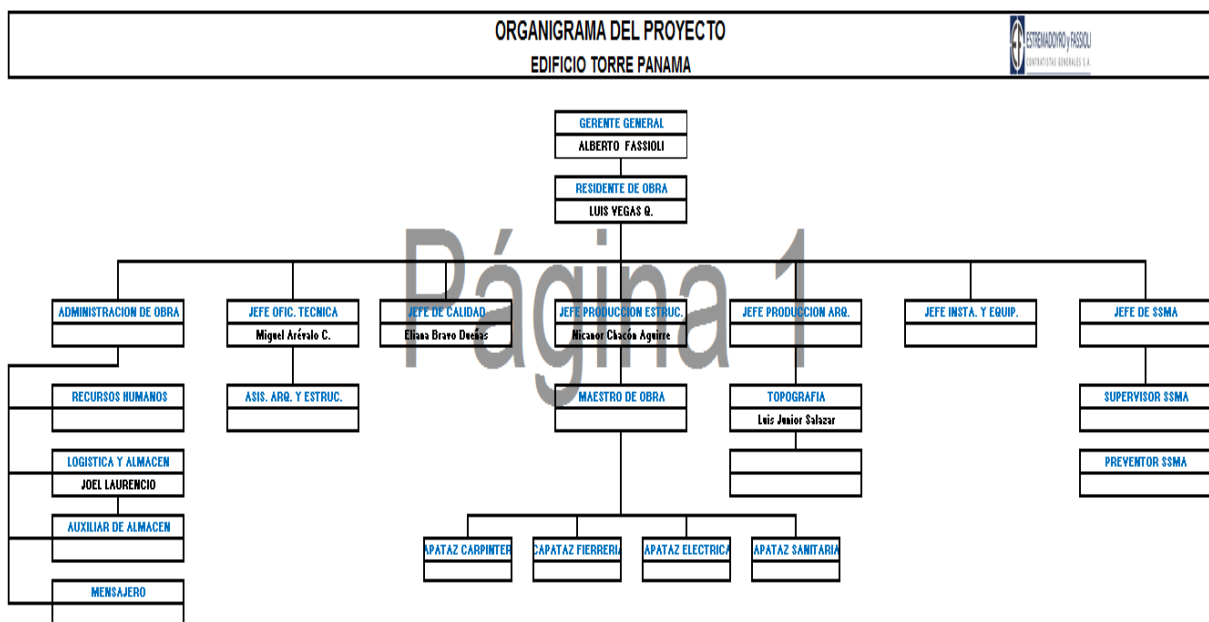 ORGANIGRAMA DEL PROYECTO
EDIFICIO TORRE PANAMA
ESTREMADOYRO y FASSIOLI
CONTRATISTAS GENERALES S.A.
GERENTE GENERAL
ALBERTO FASSIOLI
RESIDENTE DE OBRA
LUIS VEGAS Q.
Página 1
ADMINISTRACION DE OBRA
JEFE OFIC. TECNICA
Miguel Arévalo C.
JEFE DE CALIDAD
Eliana Bravo Dueñas
JEFE PRODUCCION ESTRUC.
Nicanor Chacón Aguirre
JEFE PRODUCCION ARQ.
JEFE INSTA. Y EQUIP.
JEFE DE SSMA
RECURSOS HUMANOS
ASIS. ARQ. Y ESTRUC.
MAESTRO DE OBRA
TOPOGRAFIA
Luis Junior Salazar
SUPERVISOR SSMA
LOGISTICA Y ALMACEN
JOEL LAURENCIO
PREVENTOR SSMA
AUXILIAR DE ALMACEN
APATAZ CARPINTER
CAPATAZ FIERRERIA
APATAZ ELECTRICA
APATAZ SANITARIA
MENSAJERO